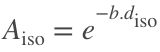 A_iso = e^{-b.d_iso}